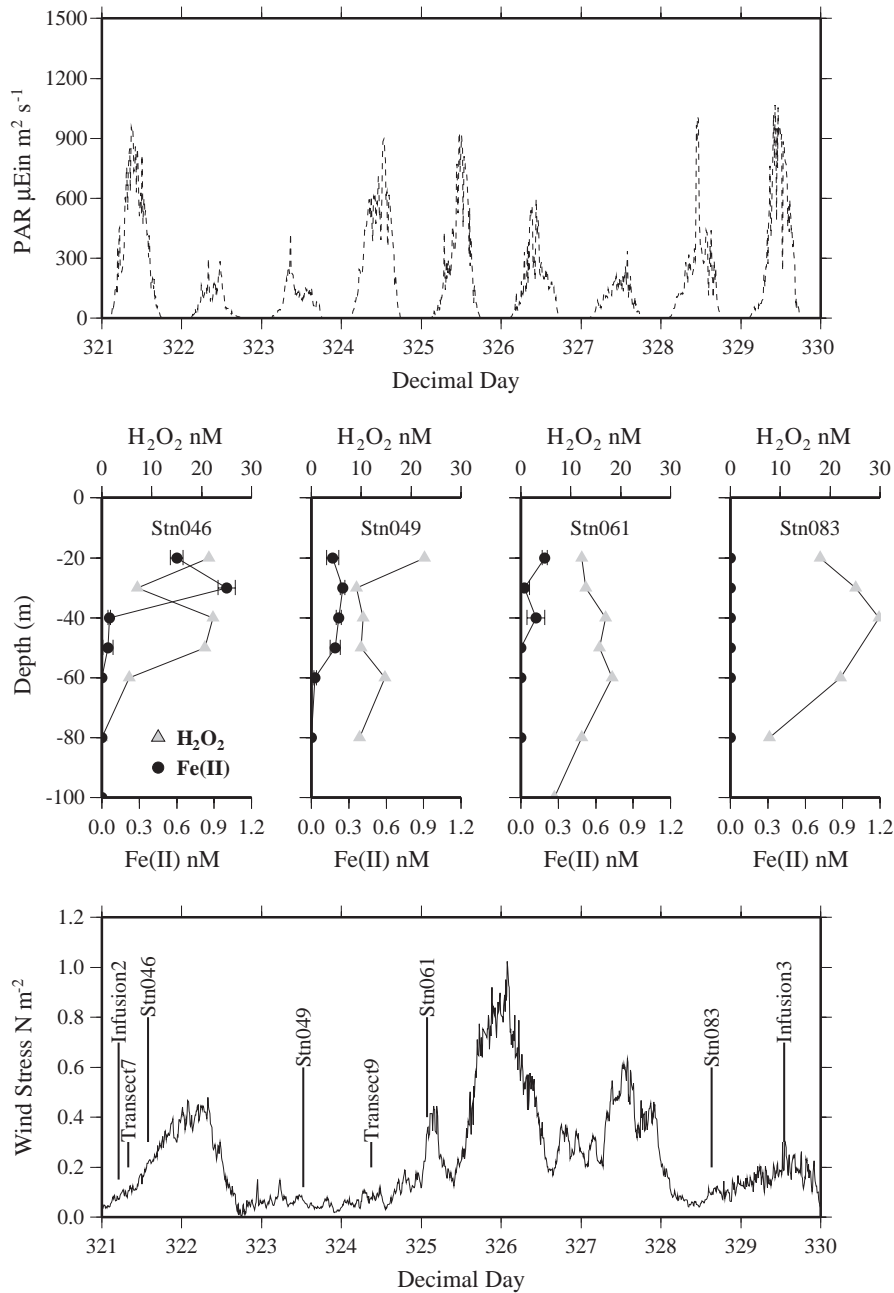 1500
1200
900
600
300
0
PAR µEin m² s⁻¹
321 322 323 324 325 326 327 328 329 330
Decimal Day
H₂O₂ nM H₂O₂ nM H₂O₂ nM H₂O₂ nM
0 10 20 30 0 10 20 30 0 10 20 30 0 10 20 30
0
-20
-40
-60
-80
-100
Depth (m)
Stn046 Stn049 Stn061 Stn083
H₂O₂
Fe(II)
0.0 0.3 0.6 0.9 1.2 0.0 0.3 0.6 0.9 1.2 0.0 0.3 0.6 0.9 1.2 0.0 0.3 0.6 0.9 1.2
Fe(II) nM Fe(II) nM Fe(II) nM Fe(II) nM
1.2
1.0
0.8
0.6
0.4
0.2
0.0
Wind Stress N m⁻²
Infusion2
Transect7
Stn046
Stn049
Transect9
Stn061
Stn083
Infusion3
321 322 323 324 325 326 327 328 329 330
Decimal Day